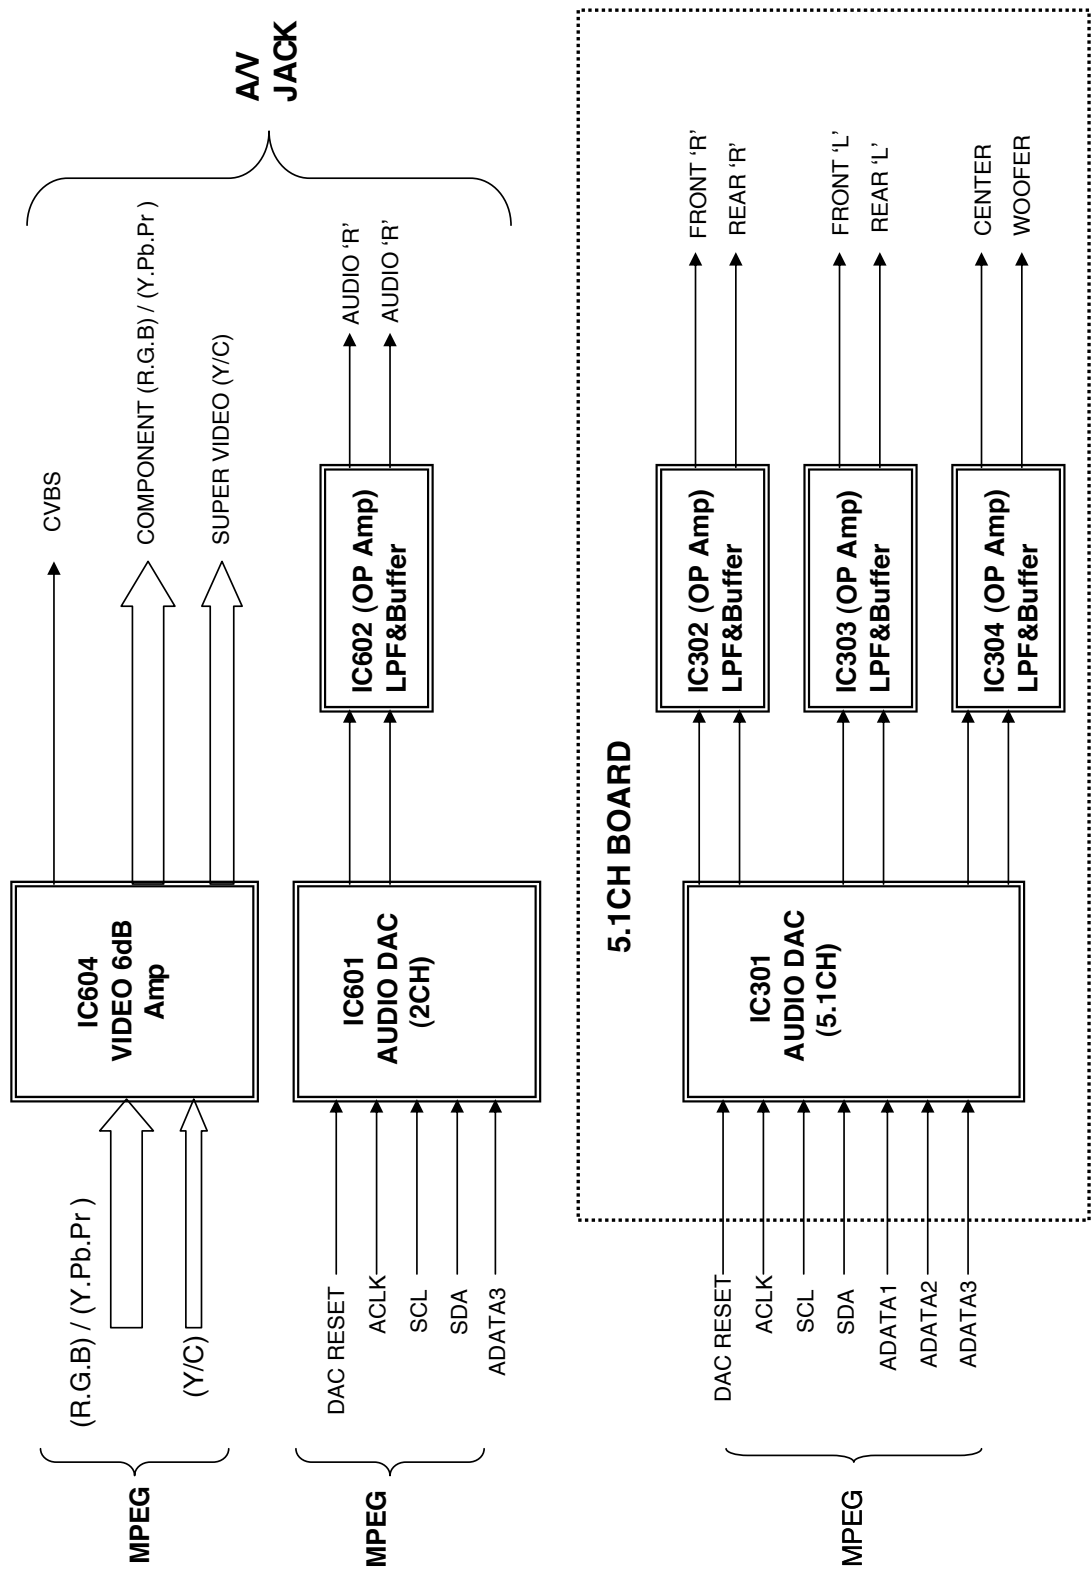 MPEG
(R.G.B) / (Y.Pb.Pr )
(Y/C)
IC604
VIDEO 6dB
Amp
CVBS
COMPONENT (R.G.B) / (Y.Pb.Pr )
SUPER VIDEO (Y/C)
A/V
JACK
MPEG
DAC RESET
ACLK
SCL
SDA
ADATA3
IC601
AUDIO DAC
(2CH)
IC602 (OP Amp)
LPF&Buffer
AUDIO ‘R’
AUDIO ‘R’
5.1CH BOARD
MPEG
DAC RESET
ACLK
SCL
SDA
ADATA1
ADATA2
ADATA3
IC301
AUDIO DAC
(5.1CH)
IC302 (OP Amp)
LPF&Buffer
FRONT ‘R’
REAR ‘R’
IC303 (OP Amp)
LPF&Buffer
FRONT ‘L’
REAR ‘L’
IC304 (OP Amp)
LPF&Buffer
CENTER
WOOFER